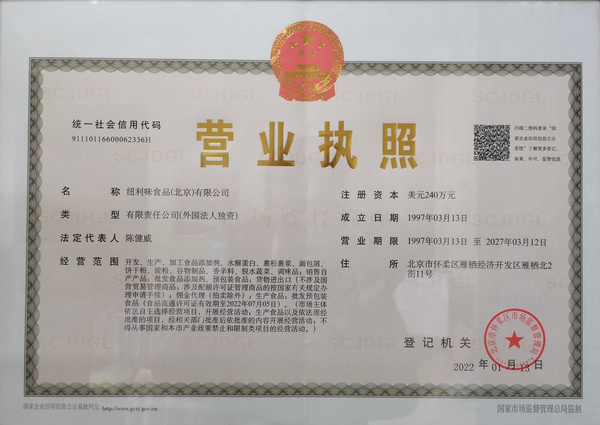 统一社会信用代码
91110116600062336H
营业执照
扫描二维码登录“国
家企业信用信息公示
系统”了解更多登记、
备案、许可、监管信息
名 称 纽利味食品(北京)有限公司
类 型 有限责任公司(外国法人独资)
法定代表人 陈健威
经营范围 开发、生产、加工食品添加剂、水解蛋白、裹粉裹浆、面包屑、
饼干粉、淀粉、谷物制品、香辛料、脱水蔬菜、调味品;销售自
产产品;批发食品添加剂、预包装食品;货物进出口(不涉及国
营贸易管理商品;涉及配额许可证管理商品的按国家有关规定办
理申请手续);佣金代理(拍卖除外);生产食品;批发预包装
食品(食品流通许可证有效期至2022年07月05日)。(市场主体
依法自主选择经营项目,开展经营活动;生产食品以及依法须经
批准的项目,经相关部门批准后依批准的内容开展经营活动;不
得从事国家和本市产业政策禁止和限制类项目的经营活动。)
注册资本 美元240万元
成立日期 1997年03月13日
营业期限 1997年03月13日 至 2027年03月12日
住 所 北京市怀柔区雁栖经济开发区雁栖北2
街11号
登记机关
北京市怀柔区市场监督管理局
2022 年 01 月 13 日
国家企业信用信息公示系统网址: http://www.gsxt.gov.cn
国家市场监督管理总局监制
SCJDGL